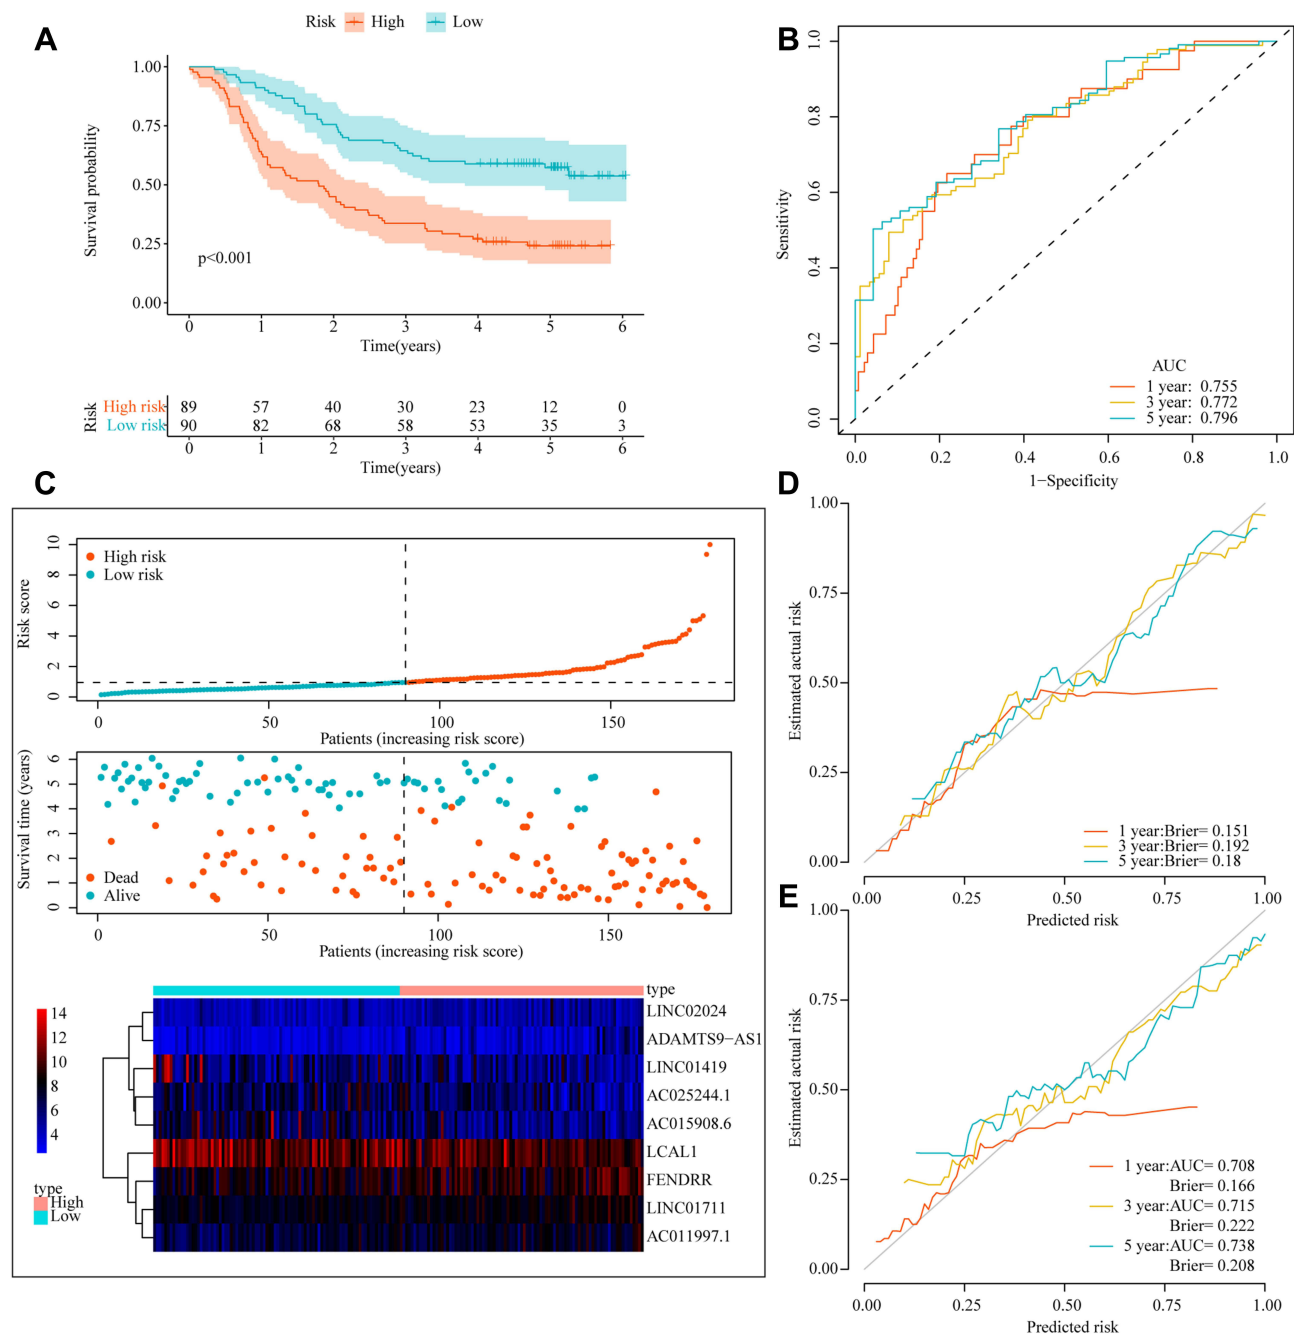 A
Risk High Low
Survival probability
1.00
0.75
0.50
0.25
0.00
p<0.001
0 1 2 3 4 5 6
Time(years)
Risk
High risk 89 57 40 30 23 12 0
Low risk 90 82 68 58 53 35 3
0 1 2 3 4 5 6
Time(years)
B
Sensitivity
1.0
0.8
0.6
0.4
0.2
0.0
AUC
1 year: 0.755
3 year: 0.772
5 year: 0.796
0.0 0.2 0.4 0.6 0.8 1.0
1−Specificity
C
Risk score
10
8
6
4
2
0
High risk
Low risk
0 50 100 150
Patients (increasing risk score)
Survival time (years)
6
5
4
3
2
1
0
Dead
Alive
0 50 100 150
Patients (increasing risk score)
type
14
12
10
8
6
4
type
High
Low
LINC02024
ADAMTS9−AS1
LINC01419
AC025244.1
AC015908.6
LCAL1
FENDRR
LINC01711
AC011997.1
D
Estimated actual risk
1.00
0.75
0.50
0.25
0.00
1 year:Brier= 0.151
3 year:Brier= 0.192
5 year:Brier= 0.18
0.00 0.25 0.50 0.75 1.00
Predicted risk
E
Estimated actual risk
1.00
0.75
0.50
0.25
0.00
1 year:AUC= 0.708
Brier= 0.166
3 year:AUC= 0.715
Brier= 0.222
5 year:AUC= 0.738
Brier= 0.208
0.00 0.25 0.50 0.75 1.00
Predicted risk